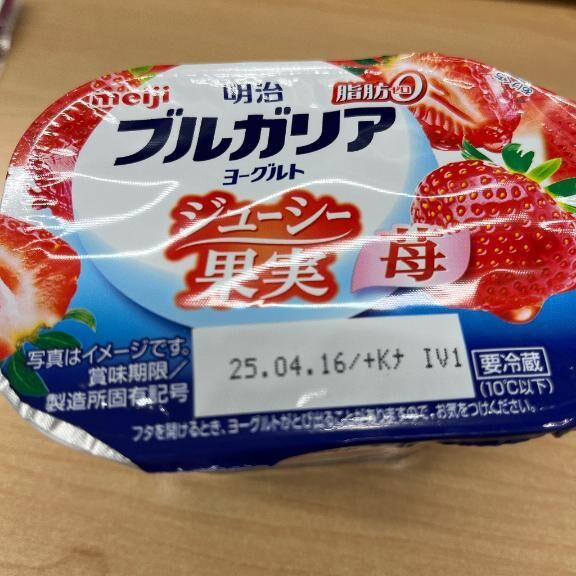 meiji
明治
脂肪0
ブルガリア
ヨーグルト
ジューシー
果実
苺
写真はイメージです。
賞味期限/
製造所固有記号
25.04.16/+Kナ IV1
要冷蔵
(10℃以下)
フタを開けるとき、ヨーグルトがとび出ることがありますので、お気をつけください。